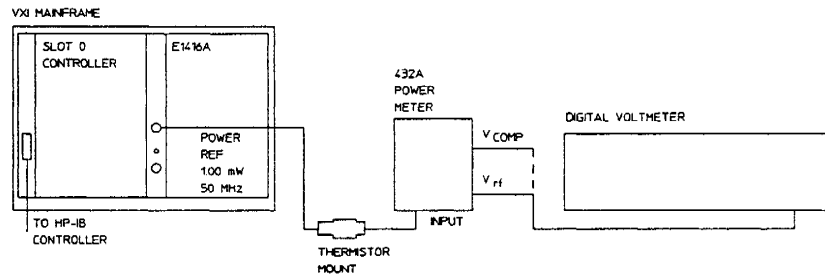 VXI MAINFRAME
SLOT 0
CONTROLLER
E1416A
POWER
REF
1.00 mW
50 MHz
TO HP-IB
CONTROLLER
THERMISTOR
MOUNT
432A
POWER
METER
V COMP
V rf
INPUT
DIGITAL VOLTMETER